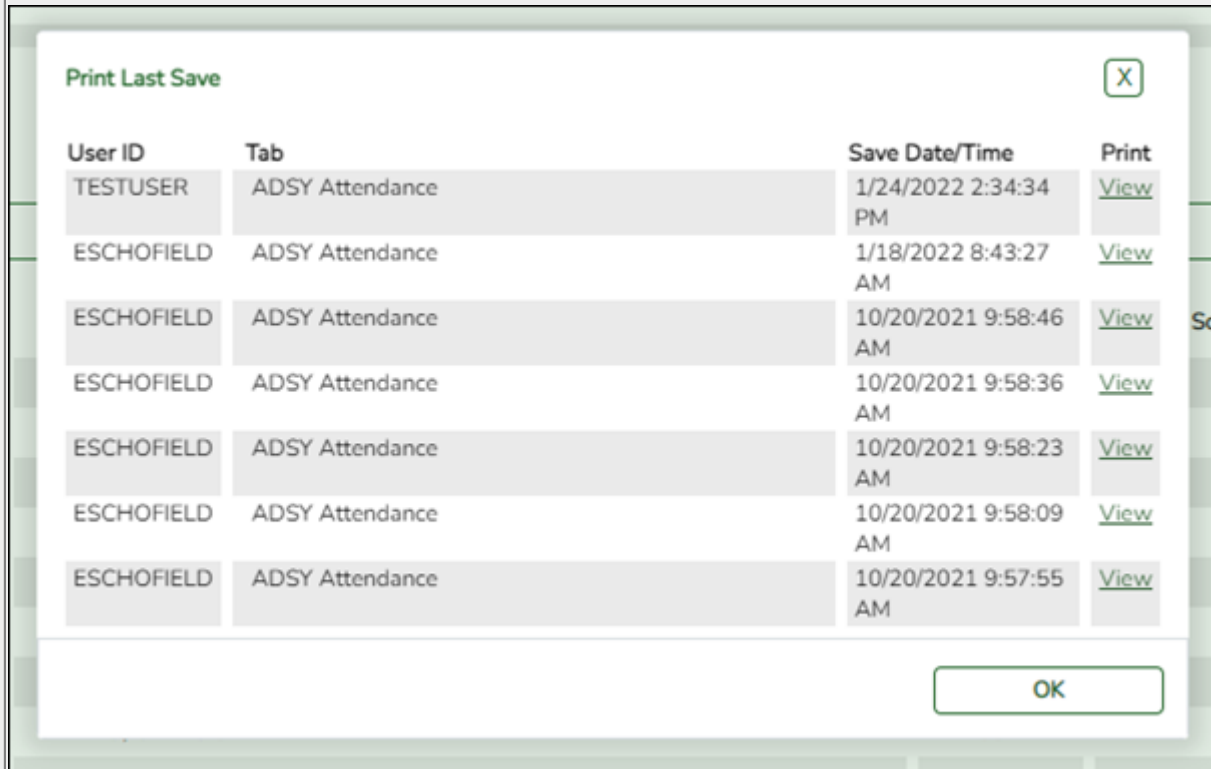 Print Last Save
X
User ID Tab Save Date/Time Print
TESTUSER ADSY Attendance 1/24/2022 2:34:34 View
PM
ESCHOFIELD ADSY Attendance 1/18/2022 8:43:27 View
AM
ESCHOFIELD ADSY Attendance 10/20/2021 9:58:46 View
AM
ESCHOFIELD ADSY Attendance 10/20/2021 9:58:36 View
AM
ESCHOFIELD ADSY Attendance 10/20/2021 9:58:23 View
AM
ESCHOFIELD ADSY Attendance 10/20/2021 9:58:09 View
AM
ESCHOFIELD ADSY Attendance 10/20/2021 9:57:55 View
AM
OK